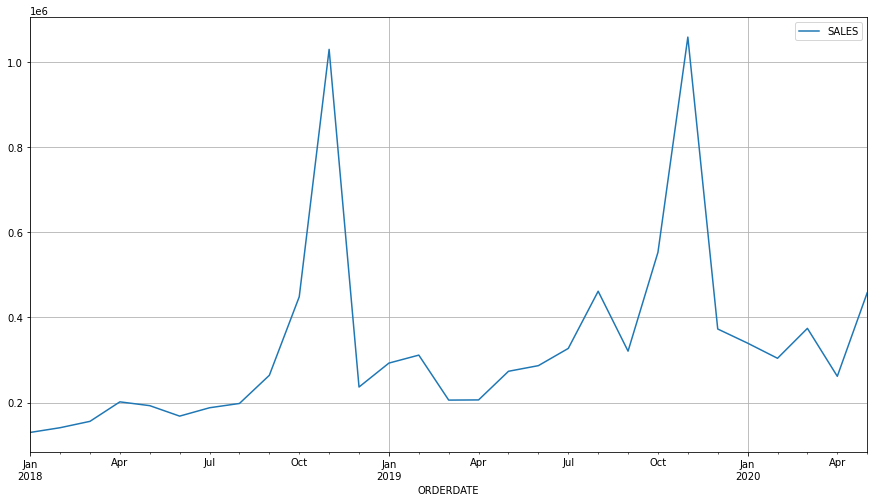 1e6
SALES
1.0
0.8
0.6
0.4
0.2
Jan Apr Jul Oct Jan Apr Jul Oct Jan Apr
2018 2019 2020
ORDERDATE